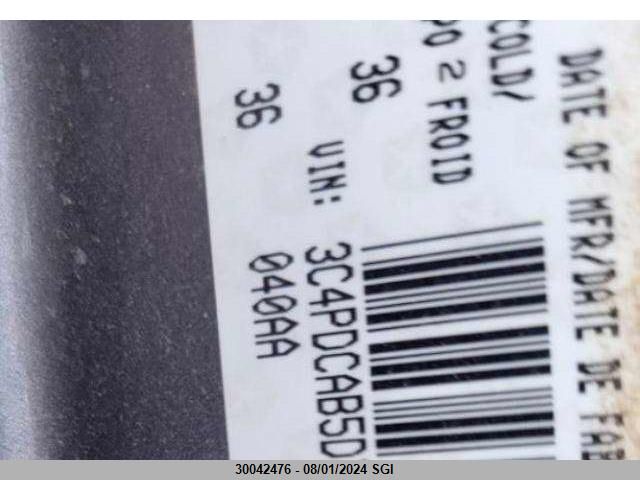 DATE OF MFR/DATE DE FAB
COLD/
PO 2 FROID
36
36
VIN: 3C4PDCAB5D
040AA
30042476 - 08/01/2024 SGI